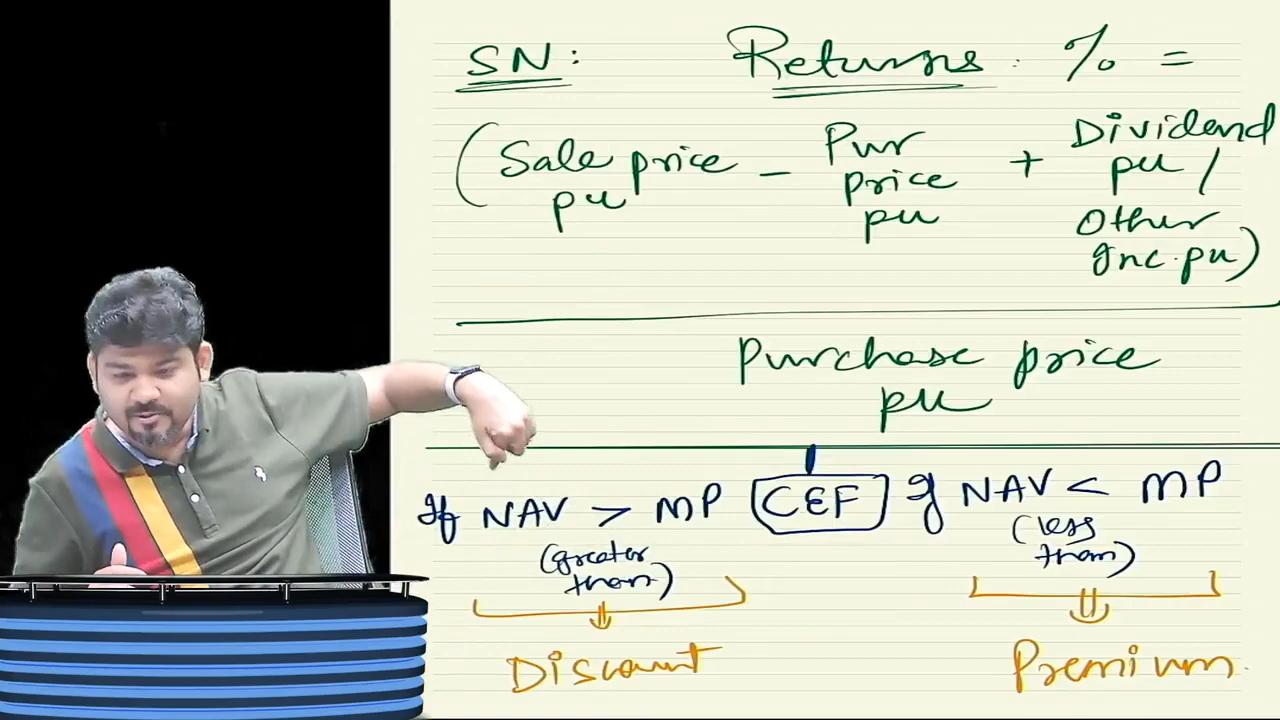 SN: Returns. % =
(Sale price pu - Pur price pu + Dividend pu / Other Inc. pu)
Purchase price pu
If NAV > MP CEF If NAV < MP
(greater than) (less than)
Discount Premium.